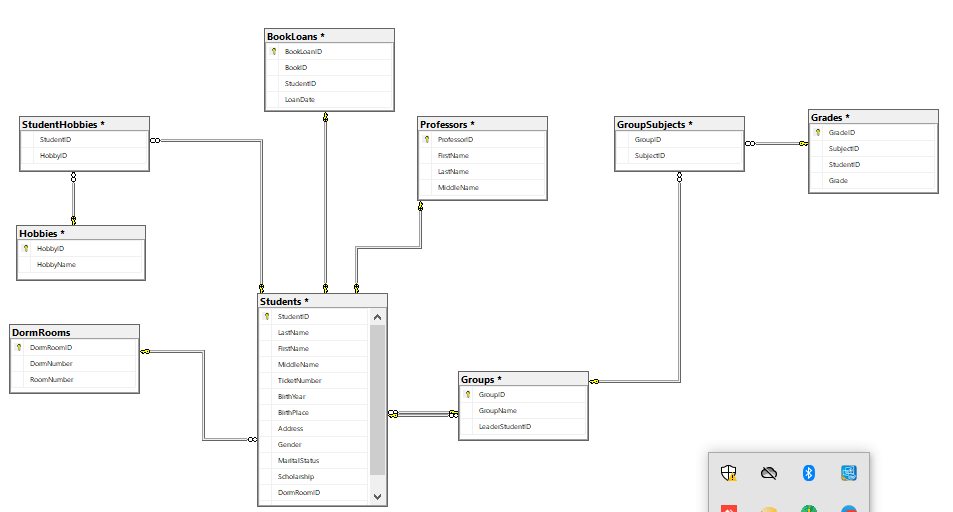 BookLoans *
BookLoanID
BookID
StudentID
LoanDate
StudentHobbies *
StudentID
HobbyID
Professors *
ProfessorID
FirstName
LastName
MiddleName
GroupSubjects *
GroupID
SubjectID
Grades *
GradeID
SubjectID
StudentID
Grade
Hobbies *
HobbyID
HobbyName
Students *
StudentID
LastName
FirstName
MiddleName
TicketNumber
BirthYear
BirthPlace
Address
Gender
MaritalStatus
Scholarship
DormRoomID
DormRooms
DormRoomID
DormNumber
RoomNumber
Groups *
GroupID
GroupName
LeaderStudentID